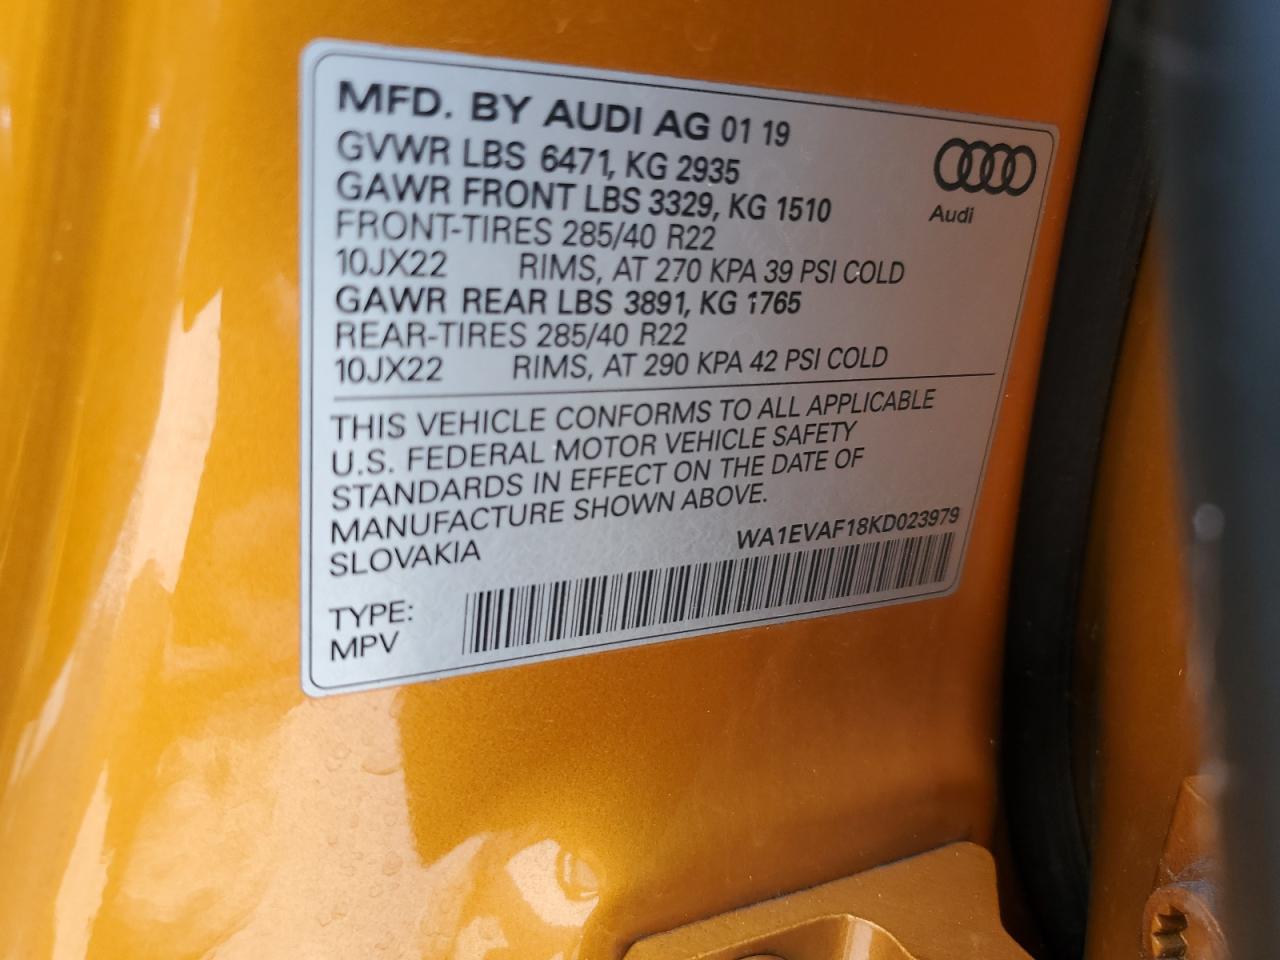 MFD. BY AUDI AG 01 19
GVWR LBS 6471, KG 2935
GAWR FRONT LBS 3329, KG 1510
FRONT-TIRES 285/40 R22
10JX22 RIMS, AT 270 KPA 39 PSI COLD
GAWR REAR LBS 3891, KG 1765
REAR-TIRES 285/40 R22
10JX22 RIMS, AT 290 KPA 42 PSI COLD
Audi
THIS VEHICLE CONFORMS TO ALL APPLICABLE
U.S. FEDERAL MOTOR VEHICLE SAFETY
STANDARDS IN EFFECT ON THE DATE OF
MANUFACTURE SHOWN ABOVE.
SLOVAKIA
WA1EVAF18KD023979
TYPE:
MPV